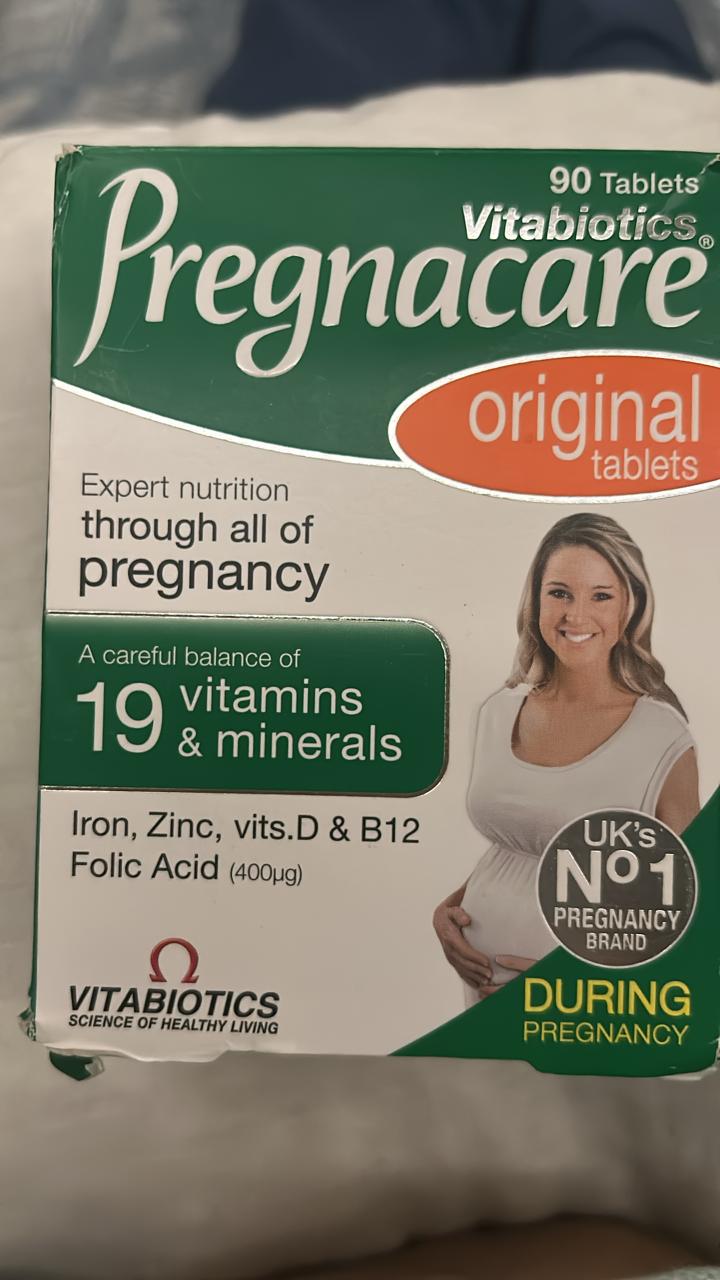 90 Tablets
Vitabiotics®
Pregnacare
original
tablets
Expert nutrition
through all of
pregnancy
A careful balance of
19 vitamins
& minerals
Iron, Zinc, vits.D & B12
Folic Acid (400µg)
UK's
Nº1
PREGNANCY
BRAND
VITABIOTICS
SCIENCE OF HEALTHY LIVING
DURING
PREGNANCY